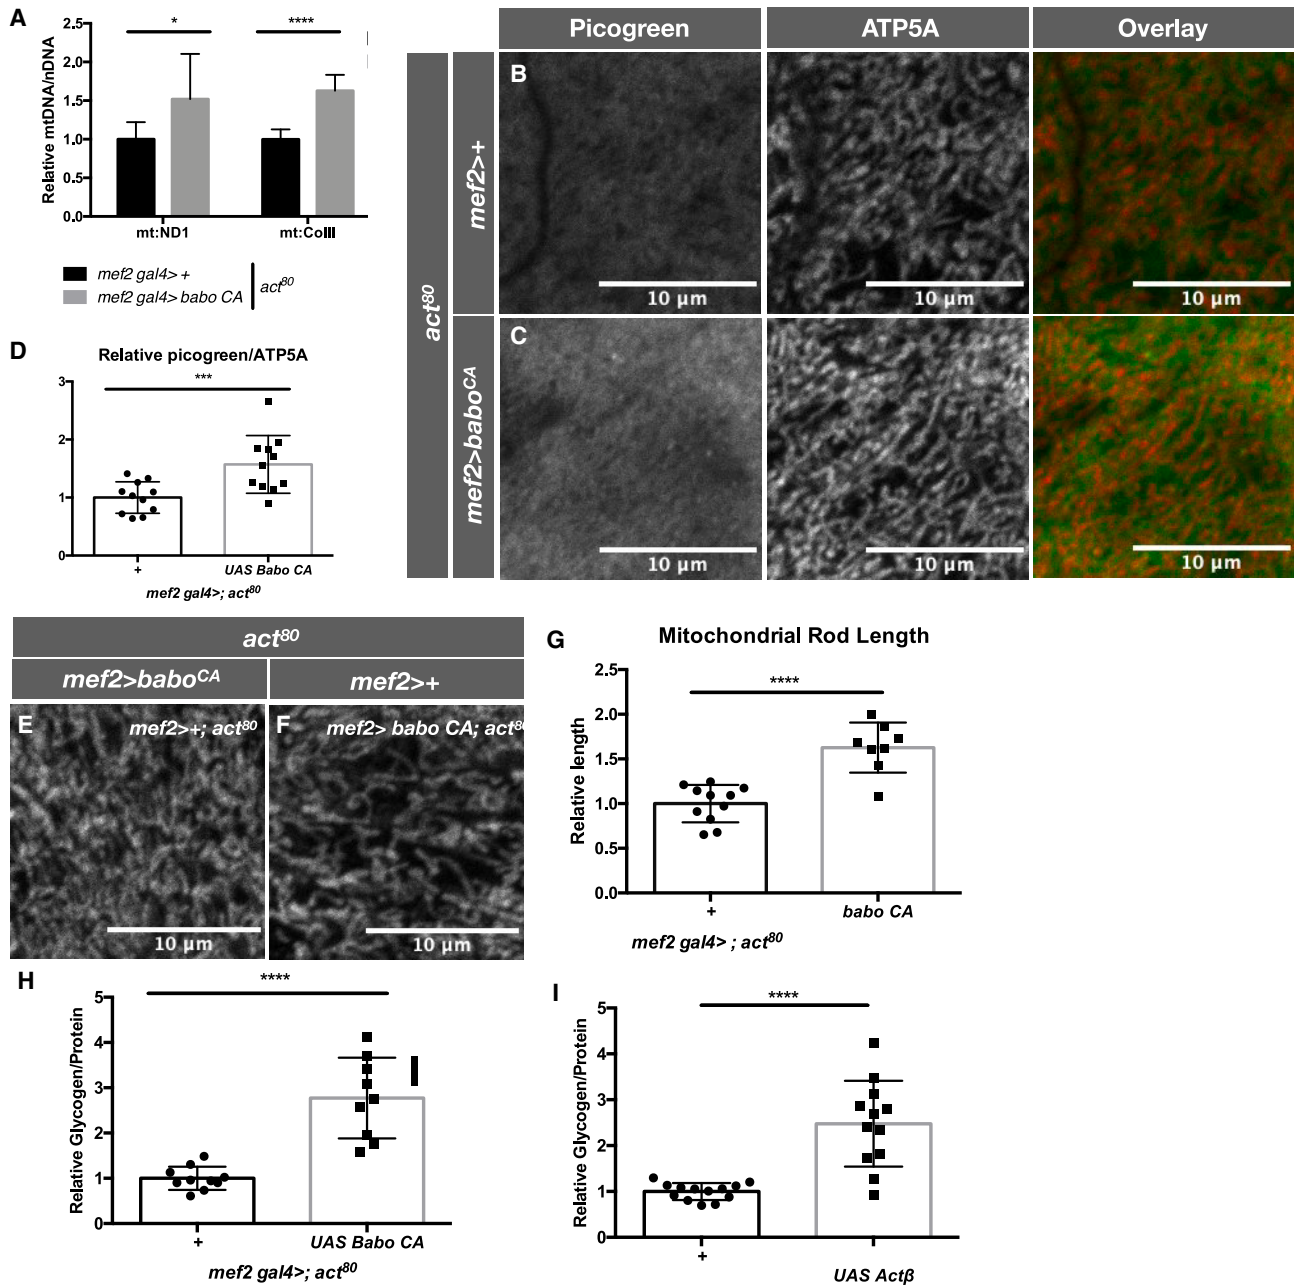 A
Relative mtDNA/nDNA
2.5
2.0
1.5
1.0
0.5
0.0
*
****
mt:ND1
mt:CoIII
mef2 gal4> +
mef2 gal4> babo CA
act80
Picogreen
ATP5A
Overlay
act80
mef2>+
B
10 μm
10 μm
10 μm
mef2>baboCA
C
10 μm
10 μm
10 μm
D
Relative picogreen/ATP5A
***
3
2
1
0
+
UAS Babo CA
mef2 gal4>; act80
act80
mef2>baboCA
mef2>+
E
mef2>+; act80
10 μm
F
mef2> babo CA; act80
10 μm
G
Mitochondrial Rod Length
Relative length
2.5
2.0
1.5
1.0
0.5
0.0
****
+
babo CA
mef2 gal4> ; act80
H
Relative Glycogen/Protein
5
4
3
2
1
0
****
+
UAS Babo CA
mef2 gal4>; act80
I
Relative Glycogen/Protein
5
4
3
2
1
0
****
+
UAS Actβ